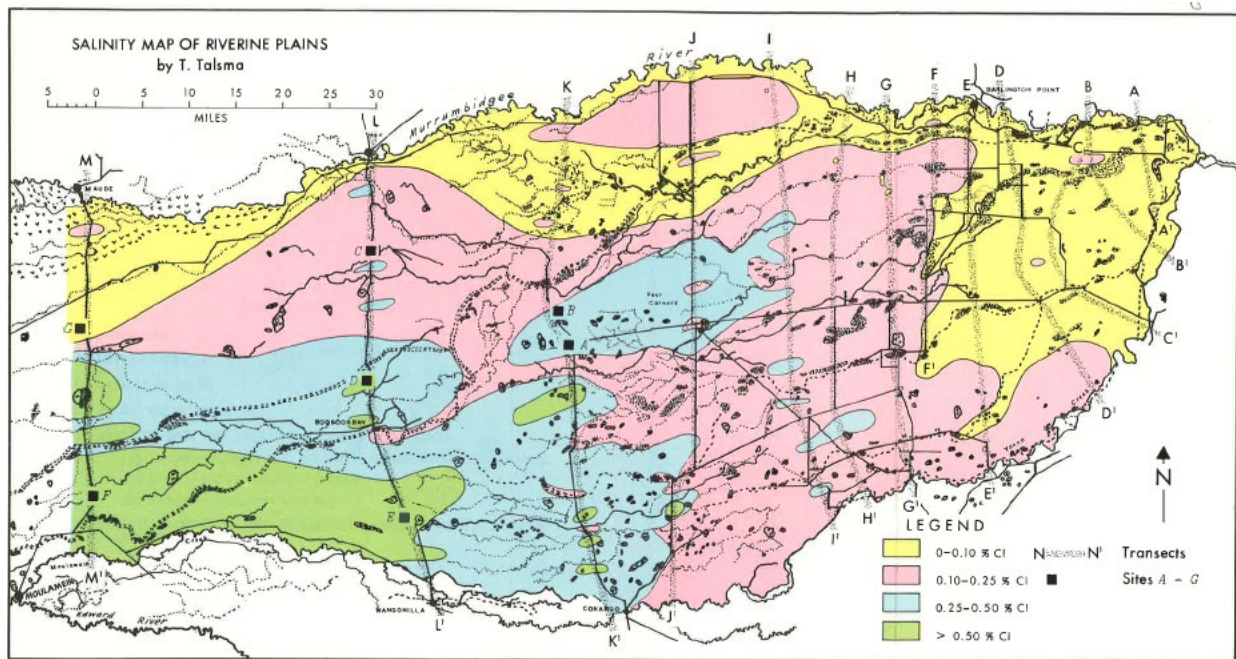 SALINITY MAP OF RIVERINE PLAINS
by T. Talsma
5 0 5 10 15 20 25 30
MILES
Murrumbidgee
River
M
L
K
J
I
H
G
F
E
D
B
A
C
DARLINGTON POINT
MAUDE
C
G
B
Four Corners
A
D
BOOROORBAN
F
E
A'
B'
C'
D'
E'
F'
G'
H'
I'
J'
K'
L'
M'
MOULAMEIN
Edward
River
WANGONILLA
CONARGO
N
LEGEND
0–0.10 % Cl
0.10–0.25 % Cl
0.25–0.50 % Cl
> 0.50 % Cl
N N' Transects
Sites A – G